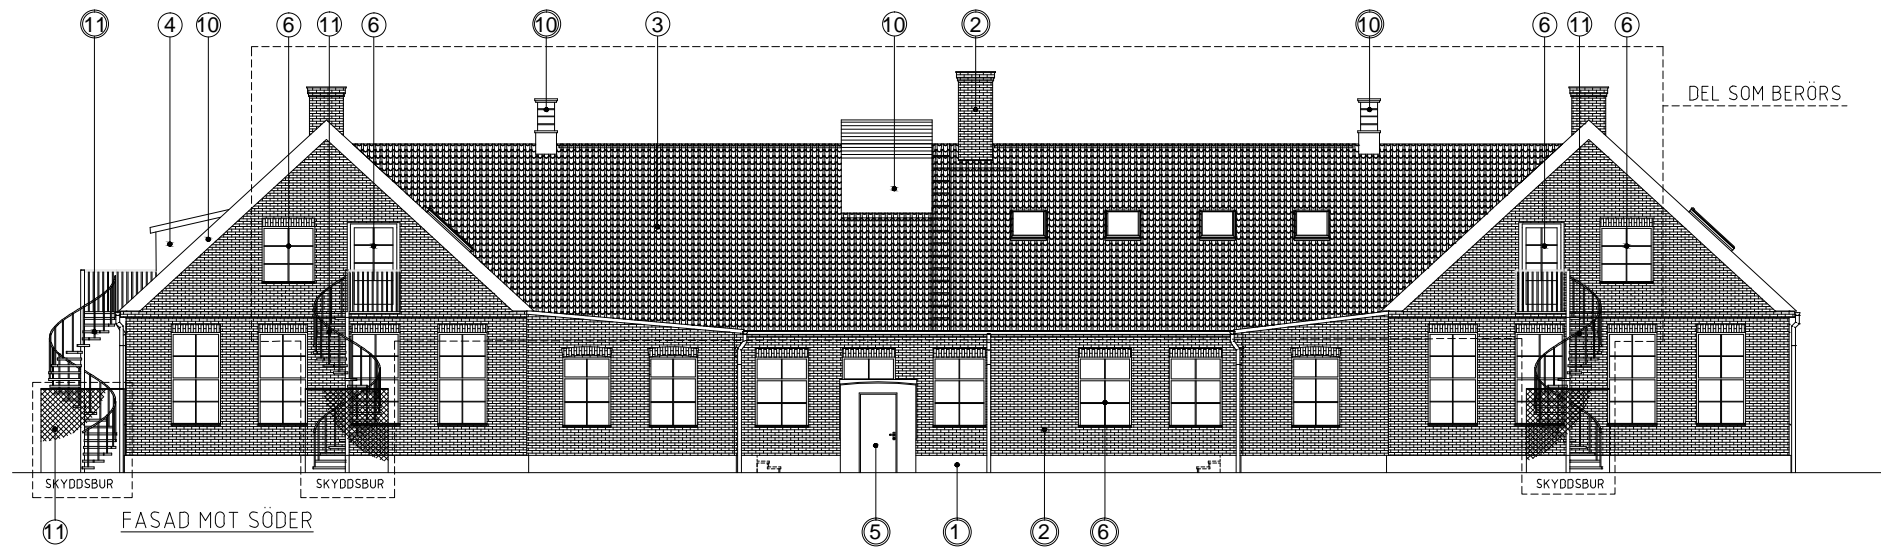 11 4 10 6 11 6 10 3 10 2 10 6 11 6
DEL SOM BERÖRS
SKYDDSBUR SKYDDSBUR SKYDDSBUR
FASAD MOT SÖDER
11 5 1 2 6